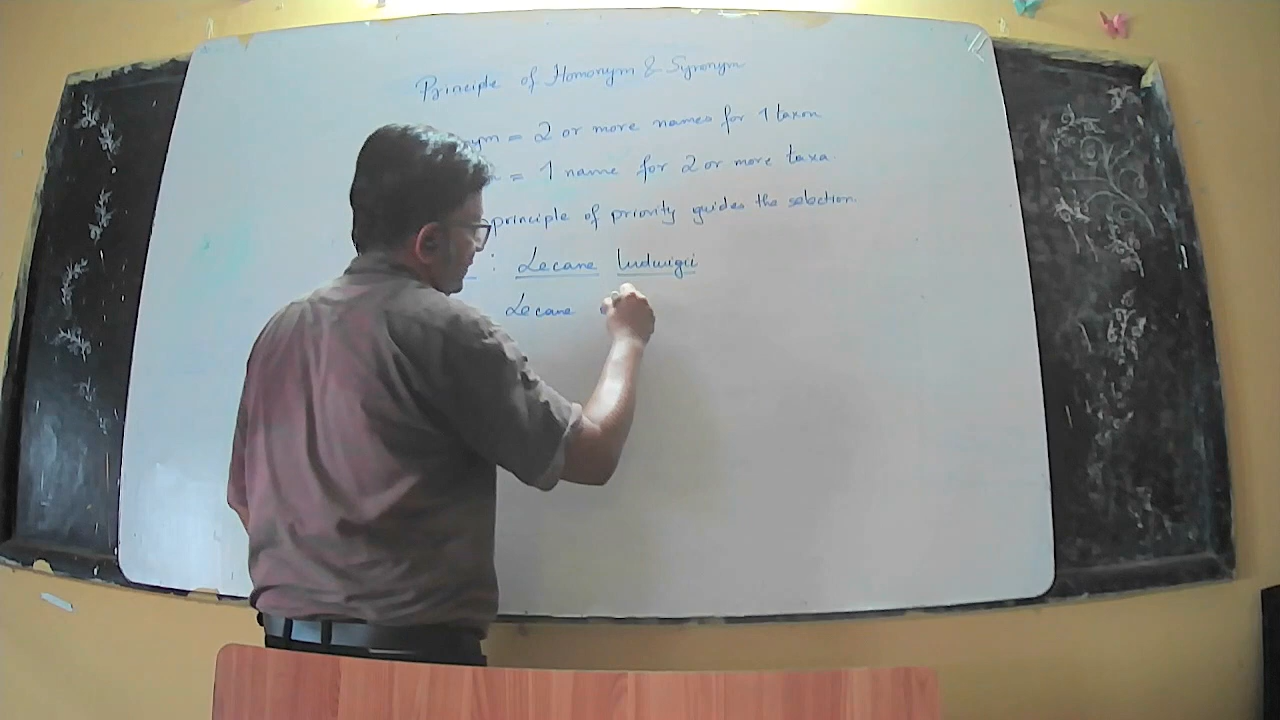 Principle of Homonym & Synonym
nym = 2 or more names for 1 taxon
= 1 name for 2 or more taxa.
principle of priority guides the selection.
: Lecane ludwigii
Lecane